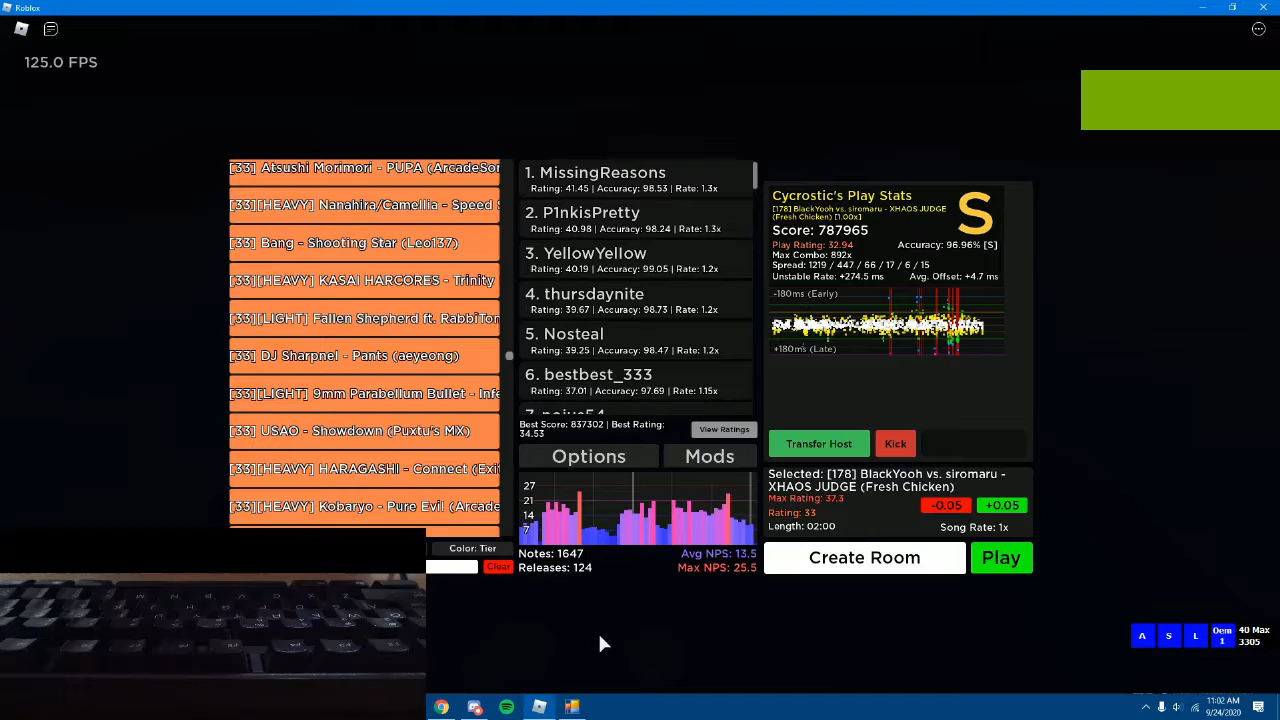 Roblox
125.0 FPS
[33] Atsushi Morimori - PUPA (ArcadeSor
[33][HEAVY] Nanahira/Camellia - Speed S
[33] Bang - Shooting Star (Leo137)
[33][HEAVY] KASAI HARCORES - Trinity
[33][LIGHT] Fallen Shepherd ft. RabbiTon
[33] DJ Sharpnel - Pants (aeyeong)
[33][LIGHT] 9mm Parabellum Bullet - Infe
[33] USAO - Showdown (Puxtu's MX)
[33][HEAVY] HARAGASHII - Connect (Exi
[33][HEAVY] Kobaryo - Pure Evil (Arcade
Color: Tier
Clear
1. MissingReasons
Rating: 41.45 | Accuracy: 98.53 | Rate: 1.3x
2. P1nkisPretty
Rating: 40.98 | Accuracy: 98.24 | Rate: 1.3x
3. YellowYellow
Rating: 40.19 | Accuracy: 99.05 | Rate: 1.2x
4. thursdaynite
Rating: 39.67 | Accuracy: 98.73 | Rate: 1.2x
5. Nosteal
Rating: 39.25 | Accuracy: 98.47 | Rate: 1.2x
6. bestbest_333
Rating: 37.01 | Accuracy: 97.69 | Rate: 1.15x
Best Score: 837302 | Best Rating:
34.53
View Ratings
Options
Mods
27
21
14
7
Notes: 1647
Avg NPS: 13.5
Releases: 124
Max NPS: 25.5
Cycrostic's Play Stats
[178] BlackYooh vs. siromaru - XHAOS JUDGE
(Fresh Chicken) [1.00x]
S
Score: 787965
Play Rating: 32.94
Accuracy: 96.96% [S]
Max Combo: 892x
Spread: 1219 / 447 / 66 / 17 / 6 / 15
Unstable Rate: +274.5 ms
Avg. Offset: +4.7 ms
-180ms (Early)
+180ms (Late)
Transfer Host
Kick
Selected: [178] BlackYooh vs. siromaru -
XHAOS JUDGE (Fresh Chicken)
Max Rating: 37.3
-0.05
+0.05
Rating: 33
Length: 02:00
Song Rate: 1x
Create Room
Play
A
S
L
Oem
1
40 Max
3305
11:02 AM
9/24/2020